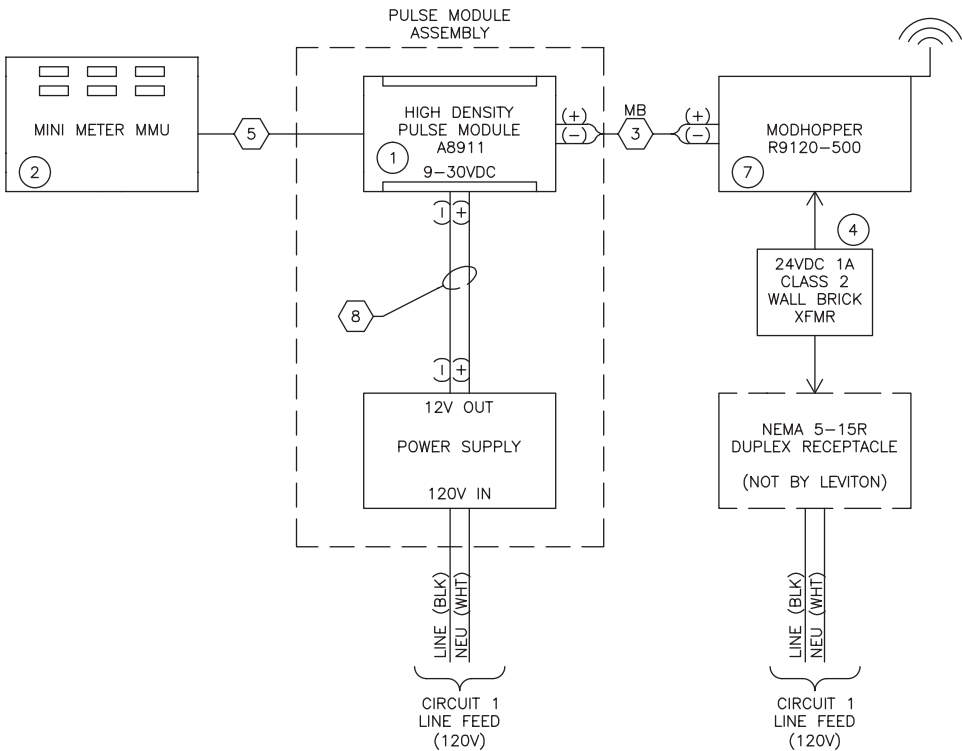 PULSE MODULE
ASSEMBLY
MINI METER MMU
2
5
HIGH DENSITY
PULSE MODULE
A8911
9-30VDC
1
(+)
(-)
MB
3
(+)
(-)
MODHOPPER
R9120-500
7
(-)
(+)
8
4
24VDC 1A
CLASS 2
WALL BRICK
XFMR
(-)
(+)
12V OUT
POWER SUPPLY
120V IN
NEMA 5-15R
DUPLEX RECEPTACLE
(NOT BY LEVITON)
LINE (BLK)
NEU (WHT)
LINE (BLK)
NEU (WHT)
CIRCUIT 1
LINE FEED
(120V)
CIRCUIT 1
LINE FEED
(120V)